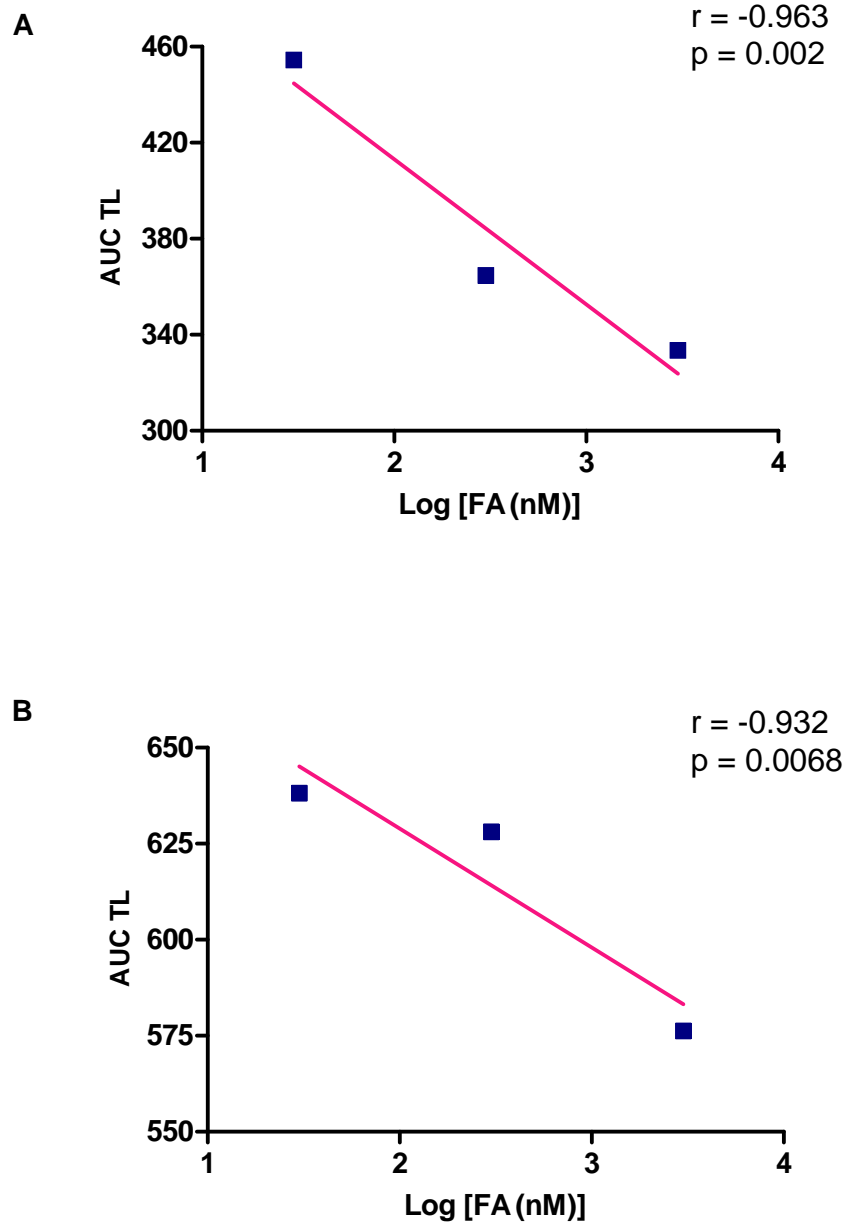 A
r = -0.963
p = 0.002
460
420
380
340
300
AUC TL
1 2 3 4
Log [FA (nM)]
B
r = -0.932
p = 0.0068
650
625
600
575
550
AUC TL
1 2 3 4
Log [FA (nM)]